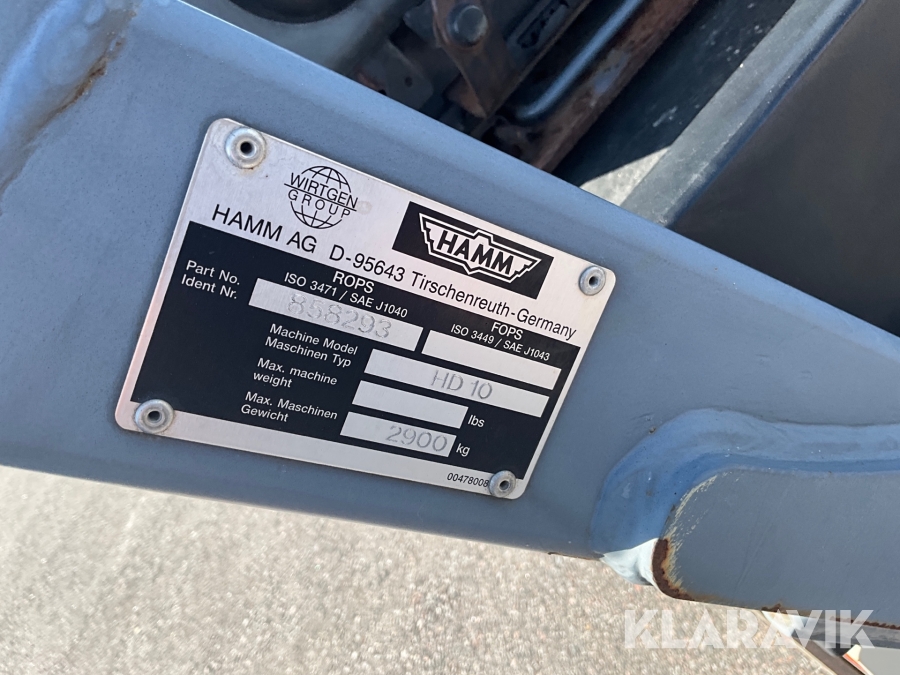 WIRTGEN
GROUP
HAMM
HAMM AG D-95643 Tirschenreuth-Germany
ROPS
ISO 3471 / SAE J1040
FOPS
ISO 3449 / SAE J1043
Part No.
Ident Nr.
858293
Machine Model
Maschinen Typ
HD 10
Max. machine
weight
lbs
Max. Maschinen
Gewicht
2900 kg
00478008
KLARAVIK